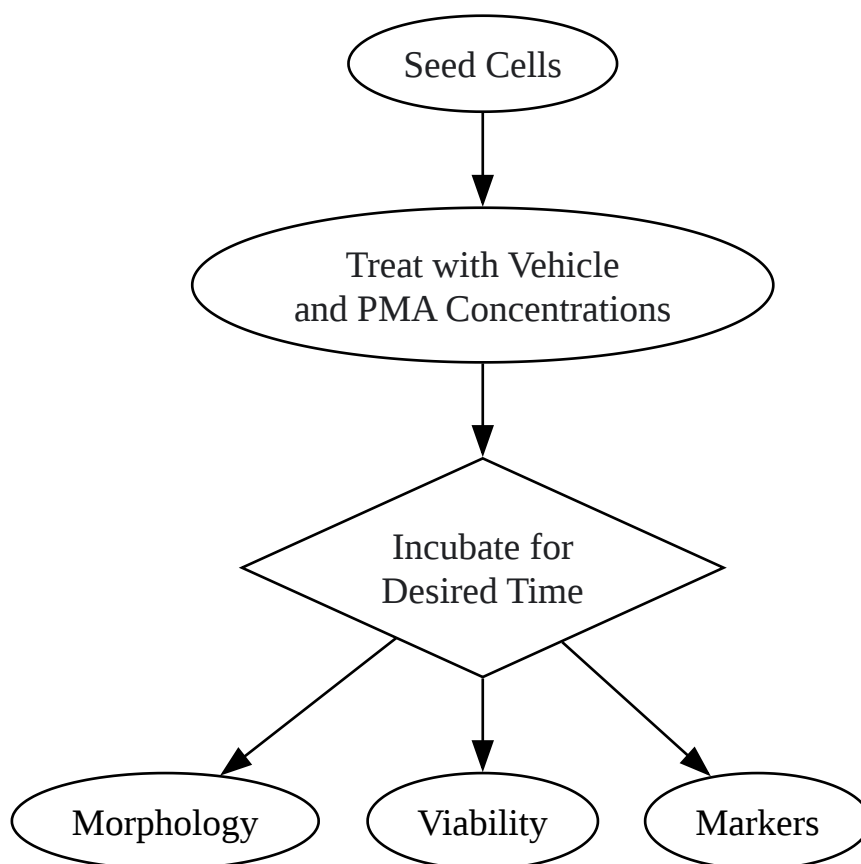 Seed Cells
Treat with Vehicle
and PMA Concentrations
Incubate for
Desired Time
Morphology
Viability
Markers